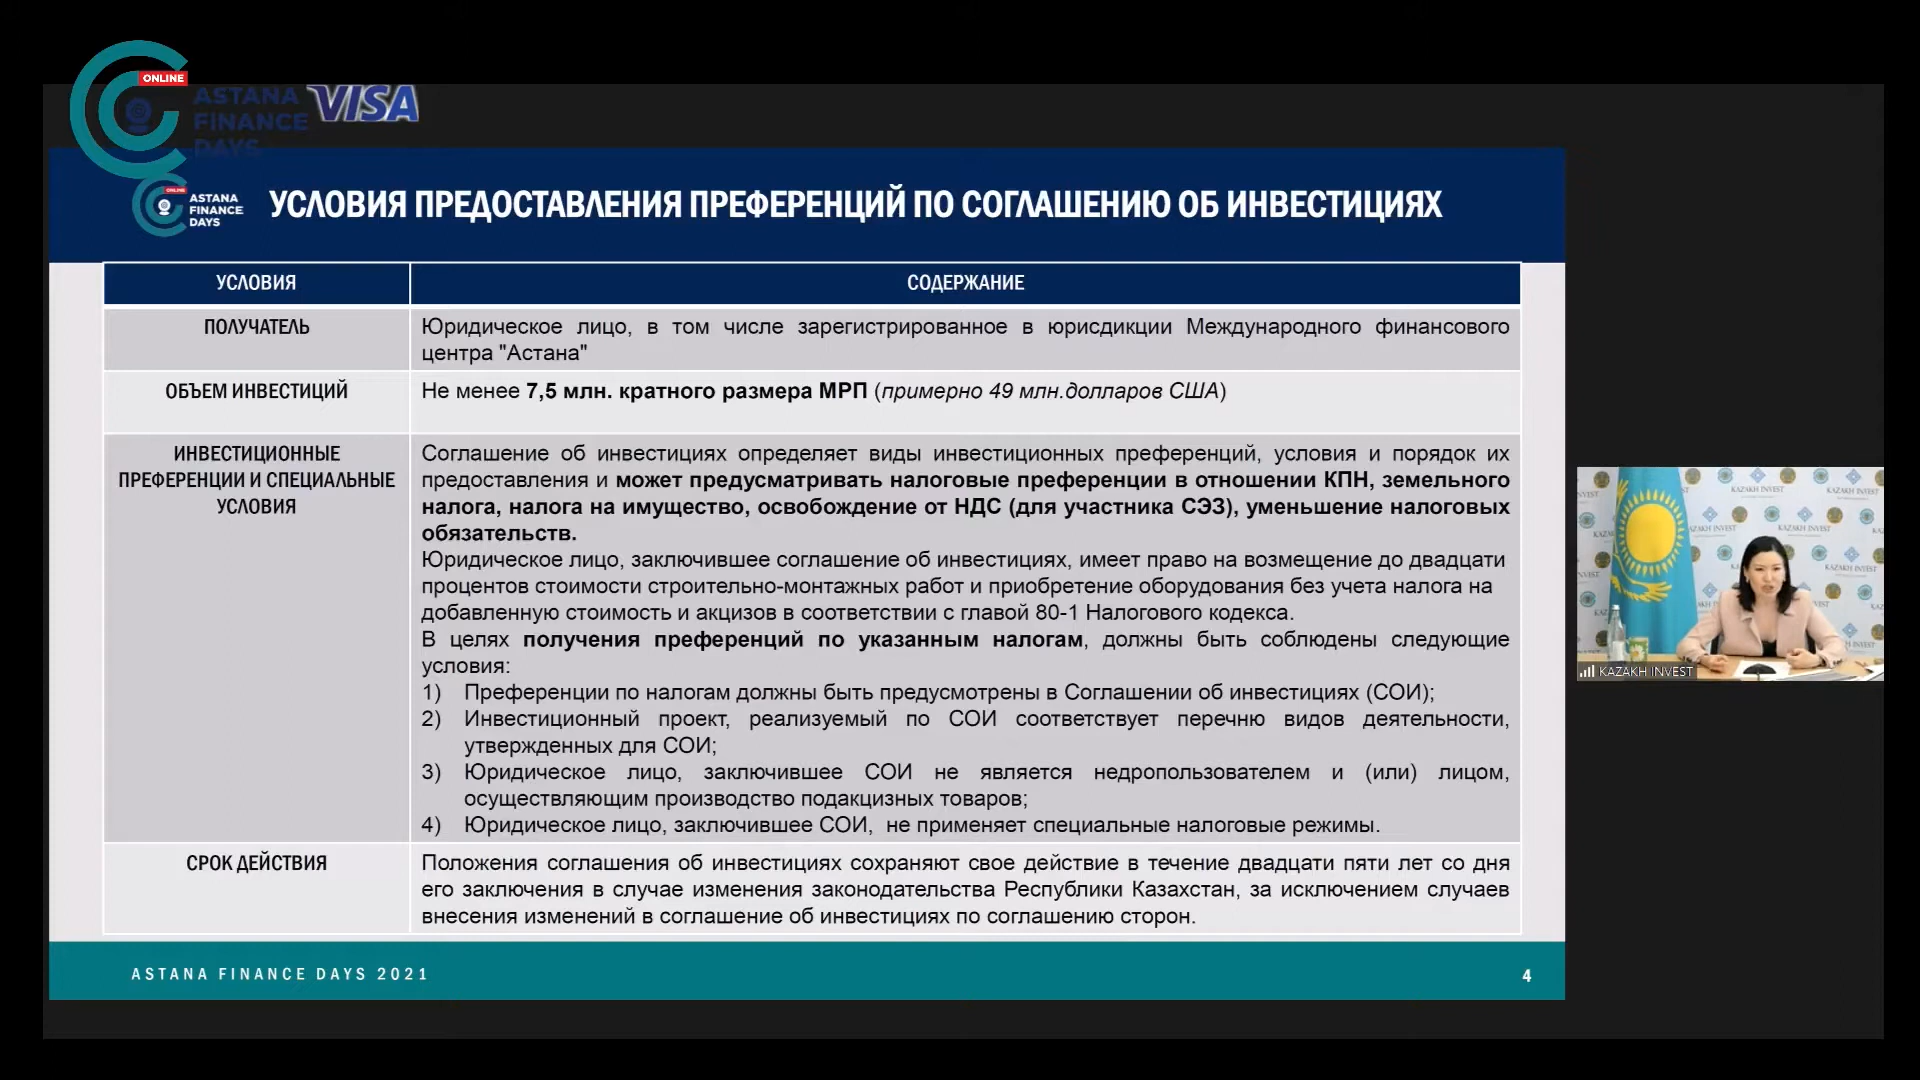 ONLINE
ASTANA
FINANCE
DAYS
VISA
ONLINE
ASTANA
FINANCE
DAYS
УСЛОВИЯ ПРЕДОСТАВЛЕНИЯ ПРЕФЕРЕНЦИЙ ПО СОГЛАШЕНИЮ ОБ ИНВЕСТИЦИЯХ
УСЛОВИЯ
СОДЕРЖАНИЕ
ПОЛУЧАТЕЛЬ
Юридическое лицо, в том числе зарегистрированное в юрисдикции Международного финансового
центра "Астана"
ОБЪЕМ ИНВЕСТИЦИЙ
Не менее 7,5 млн. кратного размера МРП (примерно 49 млн.долларов США)
ИНВЕСТИЦИОННЫЕ
ПРЕФЕРЕНЦИИ И СПЕЦИАЛЬНЫЕ
УСЛОВИЯ
Соглашение об инвестициях определяет виды инвестиционных преференций, условия и порядок их
предоставления и может предусматривать налоговые преференции в отношении КПН, земельного
налога, налога на имущество, освобождение от НДС (для участника СЭЗ), уменьшение налоговых
обязательств.
Юридическое лицо, заключившее соглашение об инвестициях, имеет право на возмещение до двадцати
процентов стоимости строительно-монтажных работ и приобретение оборудования без учета налога на
добавленную стоимость и акцизов в соответствии с главой 80-1 Налогового кодекса.
В целях получения преференций по указанным налогам, должны быть соблюдены следующие
условия:
1) Преференции по налогам должны быть предусмотрены в Соглашении об инвестициях (СОИ);
2) Инвестиционный проект, реализуемый по СОИ соответствует перечню видов деятельности,
утвержденных для СОИ;
3) Юридическое лицо, заключившее СОИ не является недропользователем и (или) лицом,
осуществляющим производство подакцизных товаров;
4) Юридическое лицо, заключившее СОИ, не применяет специальные налоговые режимы.
СРОК ДЕЙСТВИЯ
Положения соглашения об инвестициях сохраняют свое действие в течение двадцати пяти лет со дня
его заключения в случае изменения законодательства Республики Казахстан, за исключением случаев
внесения изменений в соглашение об инвестициях по соглашению сторон.
ASTANA FINANCE DAYS 2021
4
KAZAKH INVEST
KAZAKH INVEST
KAZAKH INVEST
KAZAKH INVEST